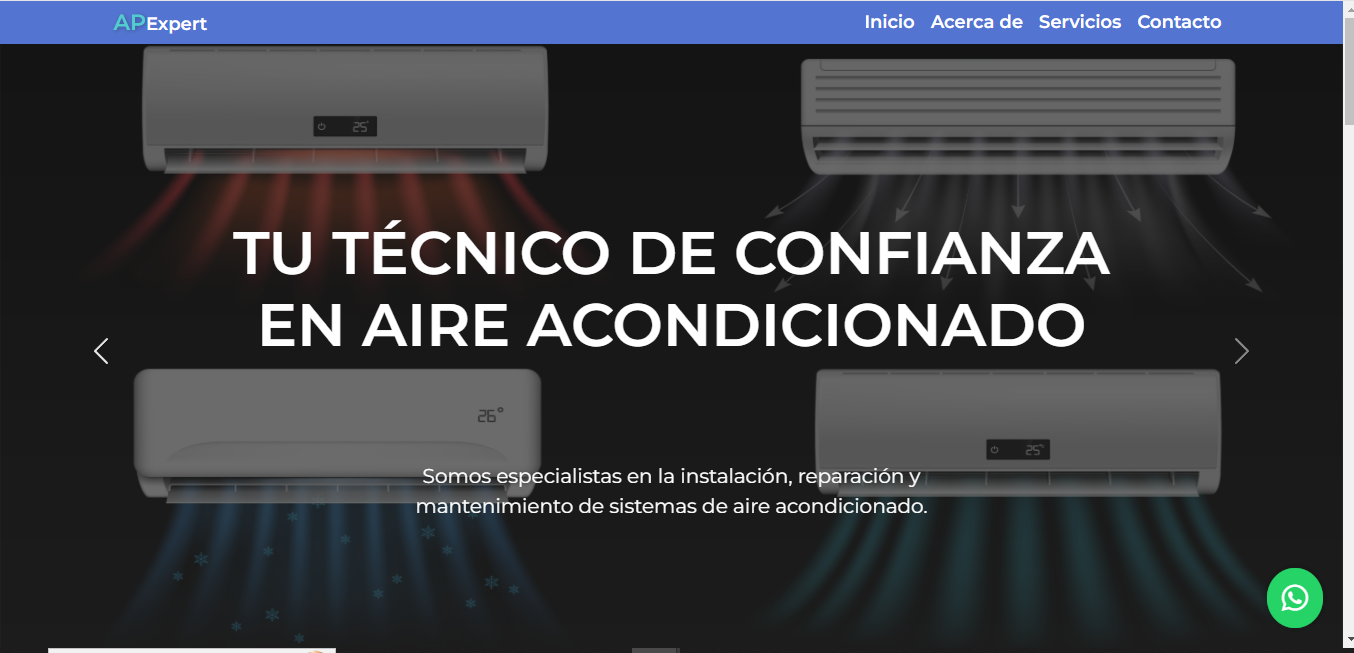 APExpert
Inicio Acerca de Servicios Contacto
25°
TU TÉCNICO DE CONFIANZA
EN AIRE ACONDICIONADO
26°
25°
Somos especialistas en la instalación, reparación y
mantenimiento de sistemas de aire acondicionado.